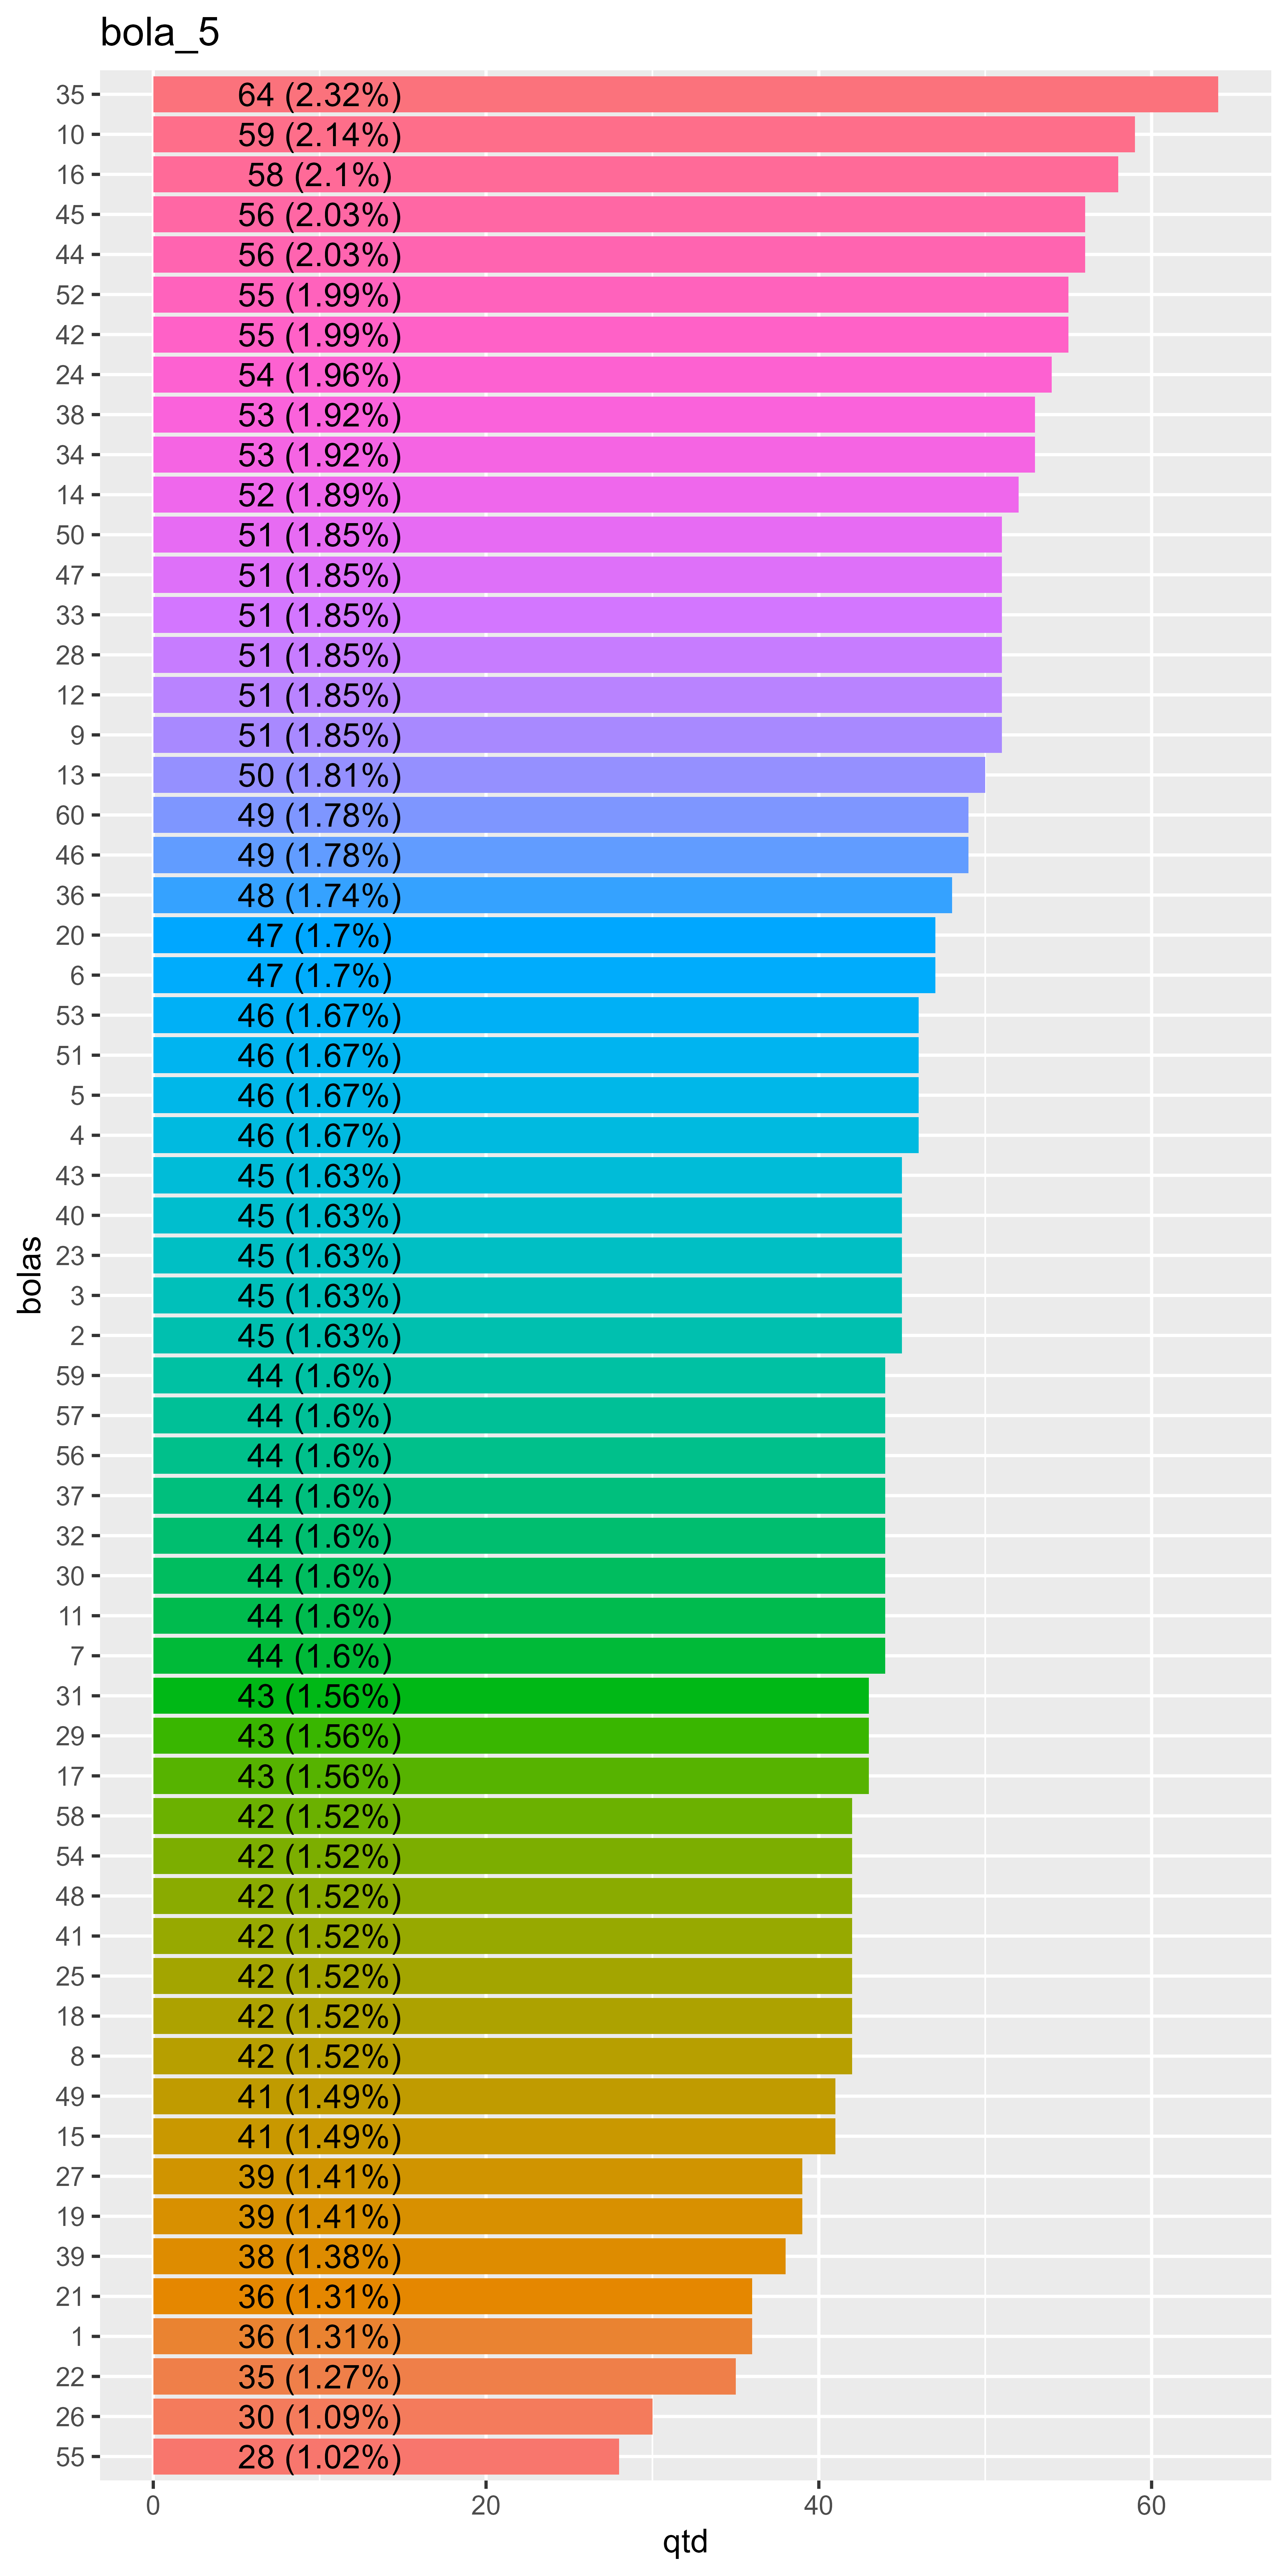 bola_5
35 64 (2.32%)
10 59 (2.14%)
16 58 (2.1%)
45 56 (2.03%)
44 56 (2.03%)
52 55 (1.99%)
42 55 (1.99%)
24 54 (1.96%)
38 53 (1.92%)
34 53 (1.92%)
14 52 (1.89%)
50 51 (1.85%)
47 51 (1.85%)
33 51 (1.85%)
28 51 (1.85%)
12 51 (1.85%)
9 51 (1.85%)
13 50 (1.81%)
60 49 (1.78%)
46 49 (1.78%)
36 48 (1.74%)
20 47 (1.7%)
6 47 (1.7%)
53 46 (1.67%)
51 46 (1.67%)
5 46 (1.67%)
4 46 (1.67%)
43 45 (1.63%)
40 45 (1.63%)
23 45 (1.63%)
3 45 (1.63%)
2 45 (1.63%)
59 44 (1.6%)
57 44 (1.6%)
56 44 (1.6%)
37 44 (1.6%)
32 44 (1.6%)
30 44 (1.6%)
11 44 (1.6%)
7 44 (1.6%)
31 43 (1.56%)
29 43 (1.56%)
17 43 (1.56%)
58 42 (1.52%)
54 42 (1.52%)
48 42 (1.52%)
41 42 (1.52%)
25 42 (1.52%)
18 42 (1.52%)
8 42 (1.52%)
49 41 (1.49%)
15 41 (1.49%)
27 39 (1.41%)
19 39 (1.41%)
39 38 (1.38%)
21 36 (1.31%)
1 36 (1.31%)
22 35 (1.27%)
26 30 (1.09%)
55 28 (1.02%)
bolas
0 20 40 60
qtd